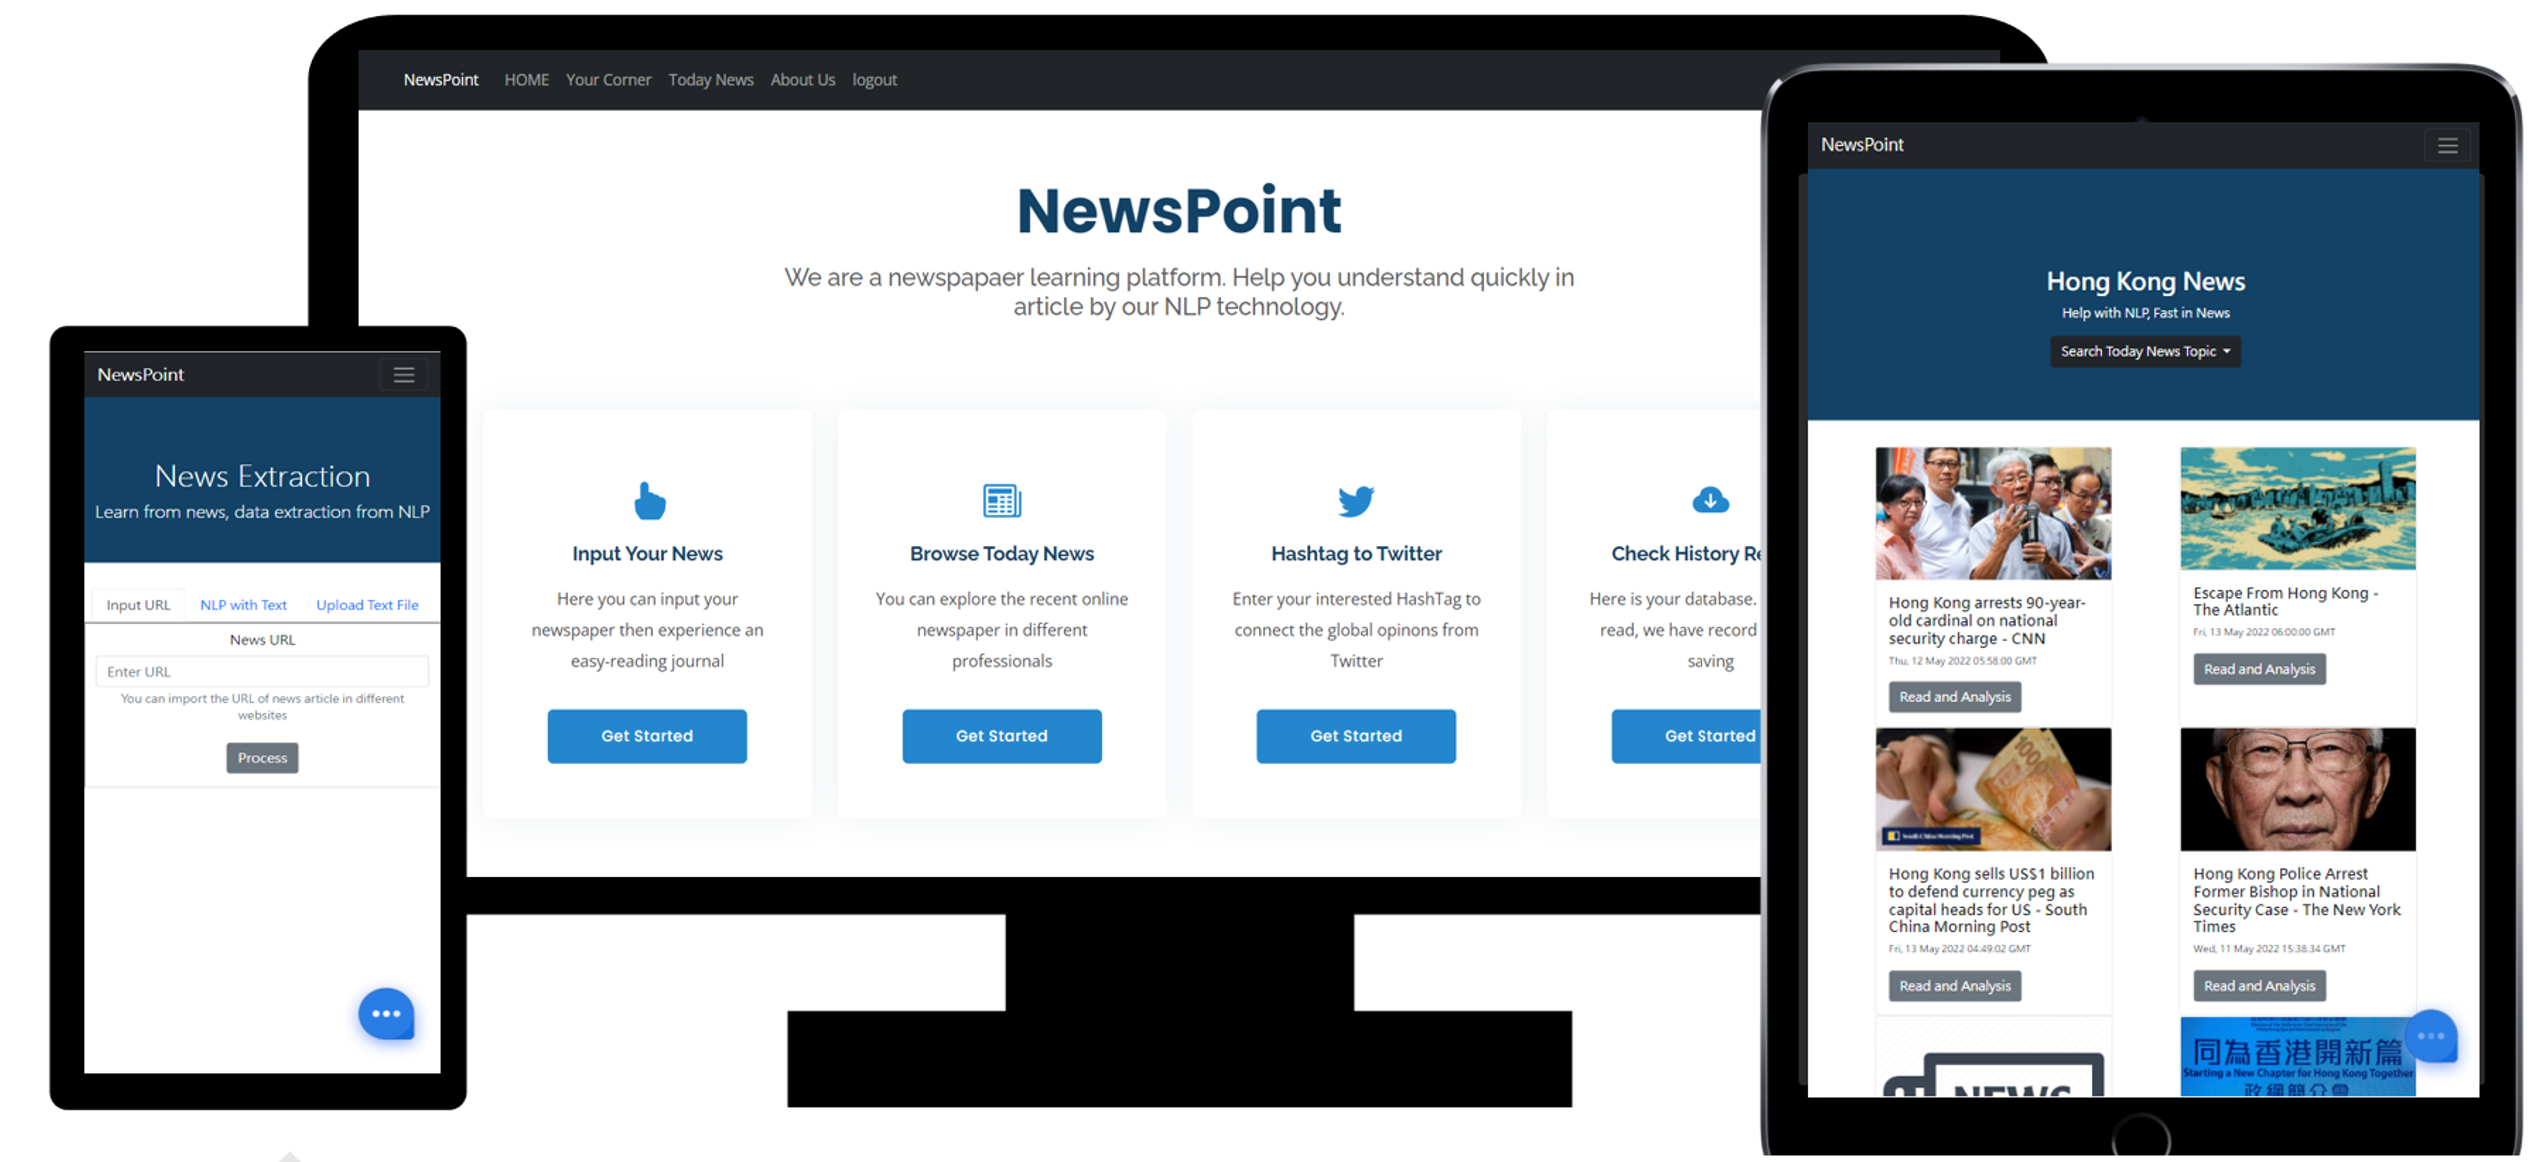 NewsPoint HOME Your Corner Today News About Us logout
NewsPoint
We are a newspapaer learning platform. Help you understand quickly in
article by our NLP technology.
Input Your News
Here you can input your
newspaper then experience an
easy-reading journal
Get Started
Browse Today News
You can explore the recent online
newspaper in different
professionals
Get Started
Hashtag to Twitter
Enter your interested HashTag to
connect the global opinons from
Twitter
Get Started
Check History Re
Here is your database.
read, we have record
saving
Get Started
NewsPoint
News Extraction
Learn from news, data extraction from NLP
Input URL NLP with Text Upload Text File
News URL
Enter URL
You can import the URL of news article in different
websites
Process
NewsPoint
Hong Kong News
Help with NLP, Fast in News
Search Today News Topic
Hong Kong arrests 90-year-
old cardinal on national
security charge - CNN
Thu, 12 May 2022 05:58:00 GMT
Read and Analysis
Escape From Hong Kong -
The Atlantic
Fri, 13 May 2022 06:00:00 GMT
Read and Analysis
1000
South China Morning Post
Hong Kong sells US$1 billion
to defend currency peg as
capital heads for US - South
China Morning Post
Fri, 13 May 2022 04:49:02 GMT
Read and Analysis
Hong Kong Police Arrest
Former Bishop in National
Security Case - The New York
Times
Wed, 11 May 2022 15:38:34 GMT
Read and Analysis
NEWS
同為香港開新篇
Starting a New Chapter for Hong Kong Together
政綱簡介會